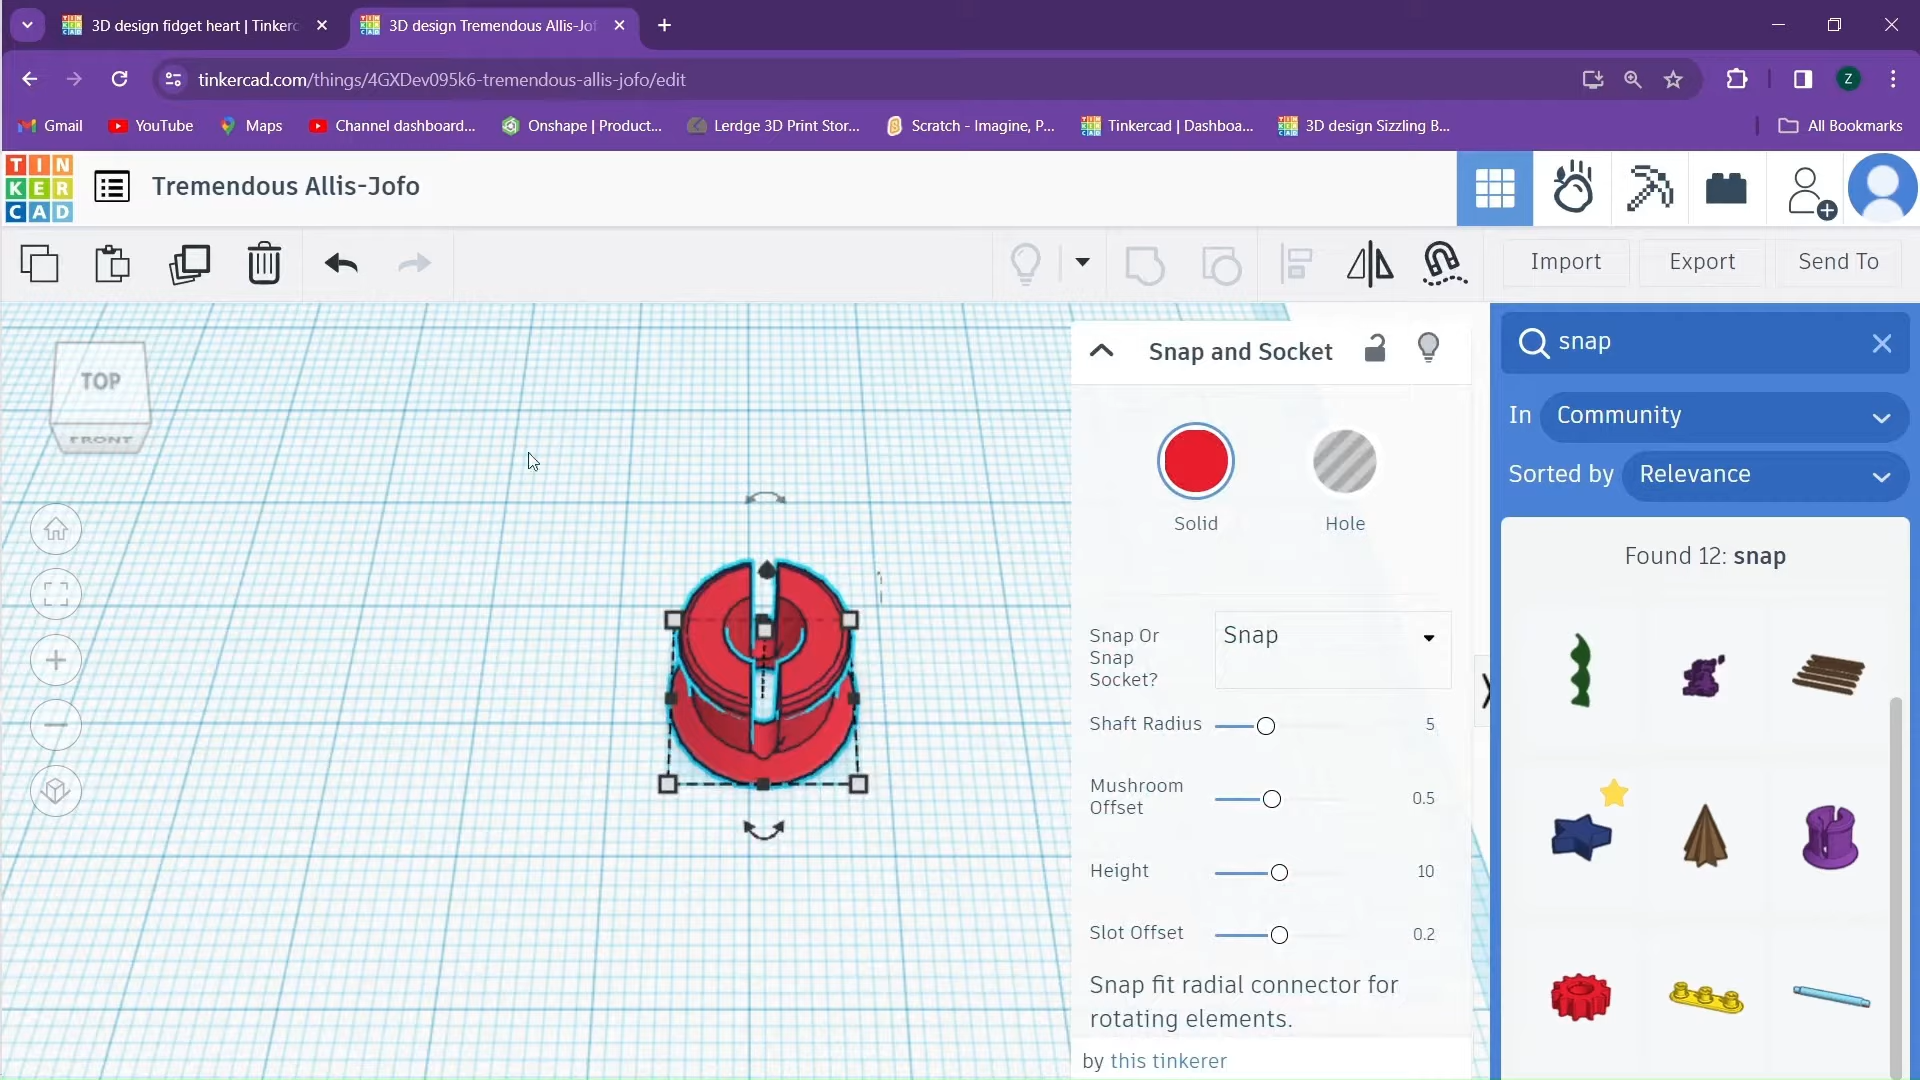 3D design fidget heart | Tinkerc
3D design Tremendous Allis-Jof
tinkercad.com/things/4GXDev095k6-tremendous-allis-jofo/edit
Z
Gmail
YouTube
Maps
Channel dashboard...
Onshape | Product...
Lerdge 3D Print Stor...
Scratch - Imagine, P...
Tinkercad | Dashboa...
3D design Sizzling B...
All Bookmarks
TIN
KER
CAD
Tremendous Allis-Jofo
Import
Export
Send To
TOP
FRONT
Snap and Socket
Solid
Hole
Snap Or
Snap
Socket?
Snap
Shaft Radius
5
Mushroom
Offset
0.5
Height
10
Slot Offset
0.2
Snap fit radial connector for
rotating elements.
by this tinkerer
snap
In Community
Sorted by Relevance
Found 12: snap